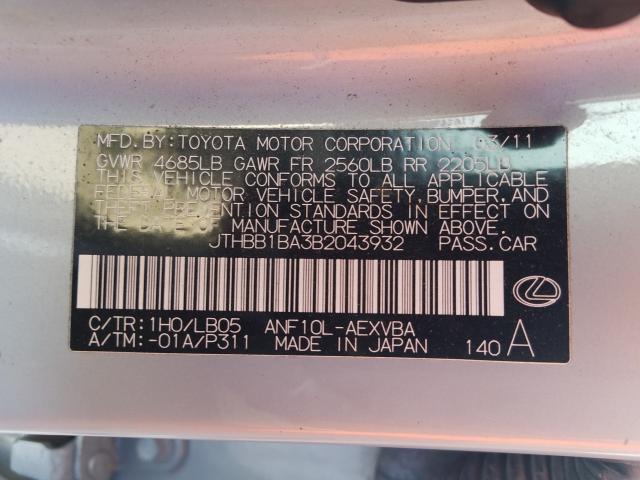 MFD.BY:TOYOTA MOTOR CORPORATION 03/11
GVWR 4685LB GAWR FR 2560LB RR 2205LB
THIS VEHICLE CONFORMS TO ALL APPLICABLE
FEDERAL MOTOR VEHICLE SAFETY,BUMPER,AND
THEFT PREVENTION STANDARDS IN EFFECT ON
THE DATE OF MANUFACTURE SHOWN ABOVE.
JTHBB1BA3B2043932 PASS.CAR
C/TR:1H0/LB05 ANF10L-AEXVBA
A/TM:-01A/P311 MADE IN JAPAN 140 A